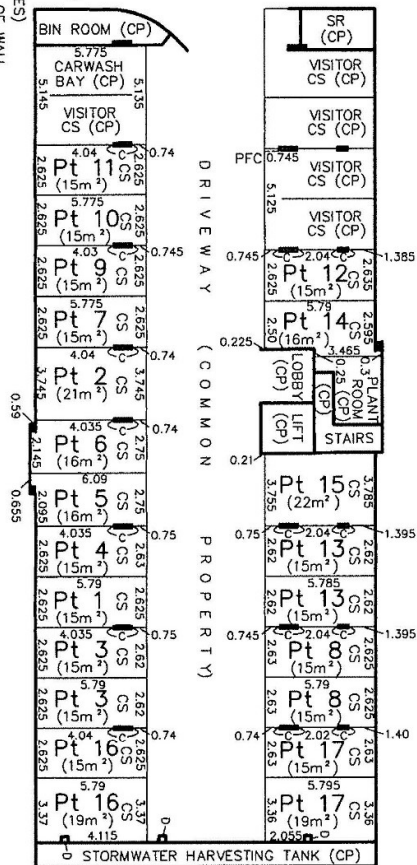 ES)
OF WALL
BIN ROOM (CP)
5.775
CARWASH
BAY (CP)
5.145
5.135
VISITOR
CS (CP)
4.04 C 0.74
2.625 Pt 11 CS 2.625
(15m²)
5.775
2.625 Pt 10 CS 2.625
(15m²)
4.03 C 0.745
2.625 Pt 9 CS 2.625
(15m²)
5.775
2.625 Pt 7 CS 2.625
(15m²)
4.04 C 0.74
3.745 Pt 2 CS 3.745
(21m²)
4.035 C 0.74
0.59
2.145 Pt 6 CS 2.75
(16m²)
6.09
0.655
2.095 Pt 5 CS 2.75
(16m²)
4.035 C 0.75
2.625 Pt 4 CS 2.63
(15m²)
5.79
2.625 Pt 1 CS 2.625
(15m²)
4.035 C 0.75
2.625 Pt 3 CS 2.62
(15m²)
5.79
2.625 Pt 3 CS 2.62
(15m²)
4.04 C 0.74
2.625 Pt 16 CS 2.625
(15m²)
5.79
3.37 Pt 16 CS 3.37
(19m²)
D 4.115 D
DRIVEWAY (COMMON PROPERTY)
SR
(CP)
VISITOR
CS (CP)
VISITOR
CS (CP)
PFC 0.745
5.125
VISITOR
CS (CP)
VISITOR
CS (CP)
0.745 C 2.04 C 1.385
2.625 Pt 12 CS 2.635
(15m²)
5.79
2.50 Pt 14 CS 2.595
(16m²)
0.225
3.465
LOBBY
(CP)
0.25
0.3
(CP)
PLANT
ROOM
(CP)
LIFT
(CP)
STAIRS
0.21
3.755 Pt 15 CS 3.785
(22m²)
0.75 C 2.04 C 1.395
2.62 Pt 13 CS 2.62
(15m²)
5.785
2.62 Pt 13 CS 2.62
(15m²)
0.745 C 2.04 C 1.395
2.63 Pt 8 CS 2.625
(15m²)
5.79
2.63 Pt 8 CS 2.625
(15m²)
0.74 C 2.02 C 1.40
2.63 Pt 17 CS 2.63
(15m²)
5.795
3.36 Pt 17 CS 3.36
(19m²)
2.055 D
STORMWATER HARVESTING TANK (CP)